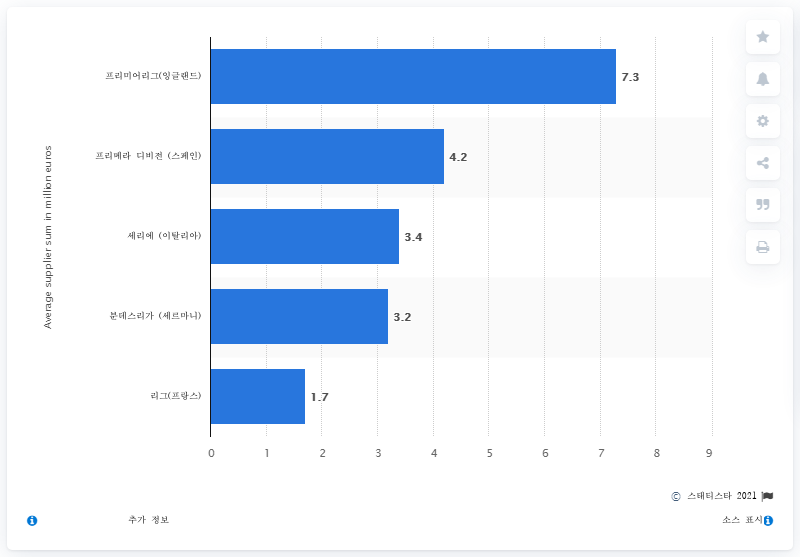 프리미어리그(잉글랜드)
7.3
프리메라 디비전 (스페인)
4.2
세리에 (이탈리아)
3.4
분데스리가 (세르마니)
3.2
리그(프랑스)
1.7
Average supplier sum in million euros
0 1 2 3 4 5 6 7 8 9
© 스태티스타 2021
추가 정보
소스 표시